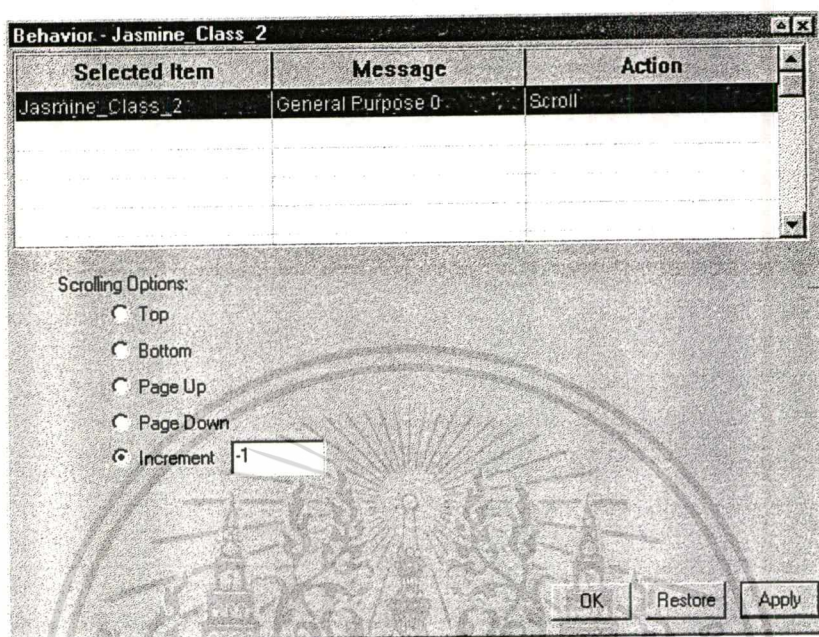 Behavior - Jasmine_Class_2
Selected Item Message Action
Jasmine_Class_2 General Purpose 0 Scroll
Scrolling Options:
Top
Bottom
Page Up
Page Down
Increment -1
OK Restore Apply